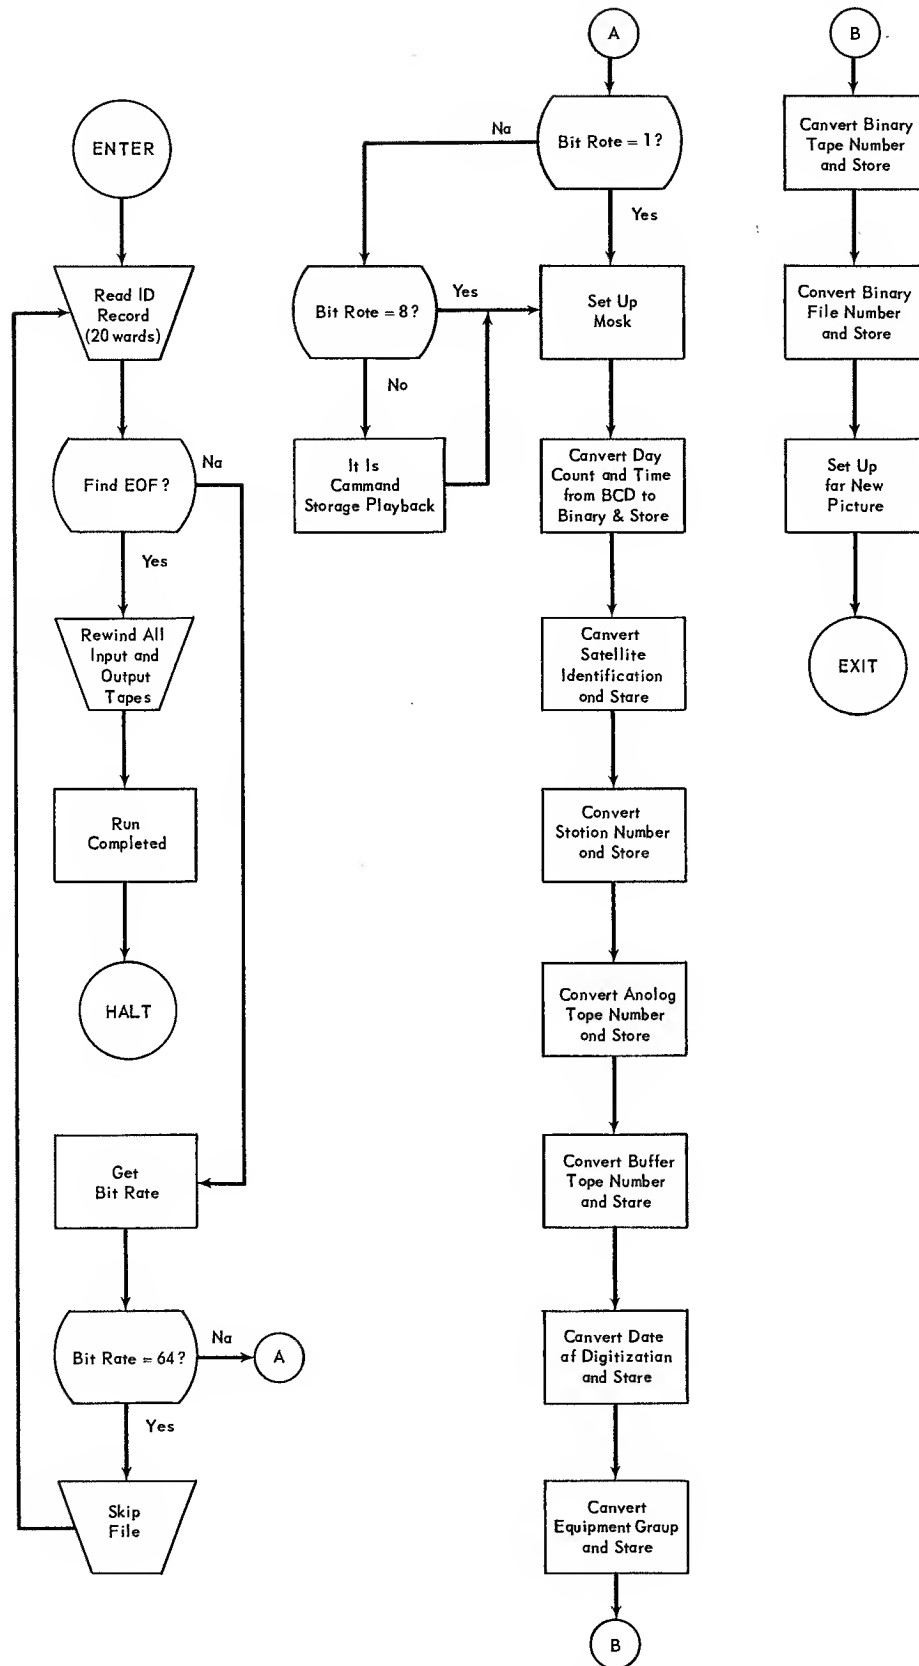 ENTER
Read ID
Record
(20 wards)
Find EOF?
Na
Yes
Rewind All
Input and
Output
Tapes
Run
Completed
HALT
Get
Bit Rate
Bit Rate = 64?
Na
A
Yes
Skip
File
A
Bit Rote = 1?
Na
Yes
Bit Rote = 8?
Yes
No
It Is
Cammand
Storage Playback
Set Up
Mosk
Canvert Day
Count and Time
from BCD to
Binary & Store
Canvert
Satellite
Identification
ond Stare
Convert
Stotion Number
ond Store
Convert Anolog
Tope Number
ond Store
Convert Buffer
Tope Number
and Stare
Canvert Date
af Digitization
and Stare
Canvert
Equipment Graup
and Stare
B
B
Canvert Binary
Tape Number
and Store
Convert Binary
File Number
and Store
Set Up
far New
Picture
EXIT